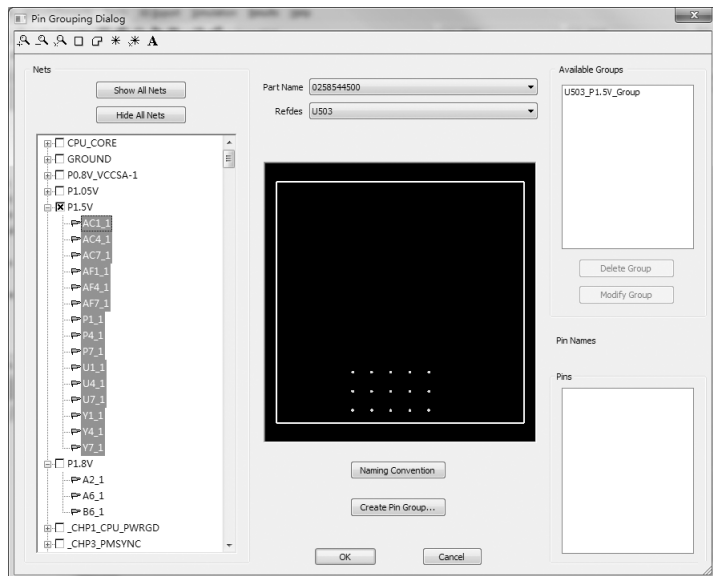 Pin Grouping Dialog
A
Nets
Show All Nets
Hide All Nets
CPU_CORE
GROUND
P0.8V_VCCSA-1
P1.05V
P1.5V
AC1_1
AC4_1
AC7_1
AF1_1
AF4_1
AF7_1
P1_1
P4_1
P7_1
U1_1
U4_1
U7_1
Y1_1
Y4_1
Y7_1
P1.8V
A2_1
A6_1
B6_1
_CHP1_CPU_PWRGD
_CHP3_PMSYNC
Part Name 0258544500
Refdes U503
Naming Convention
Create Pin Group...
OK Cancel
Available Groups
U503_P1.5V_Group
Delete Group
Modify Group
Pin Names
Pins